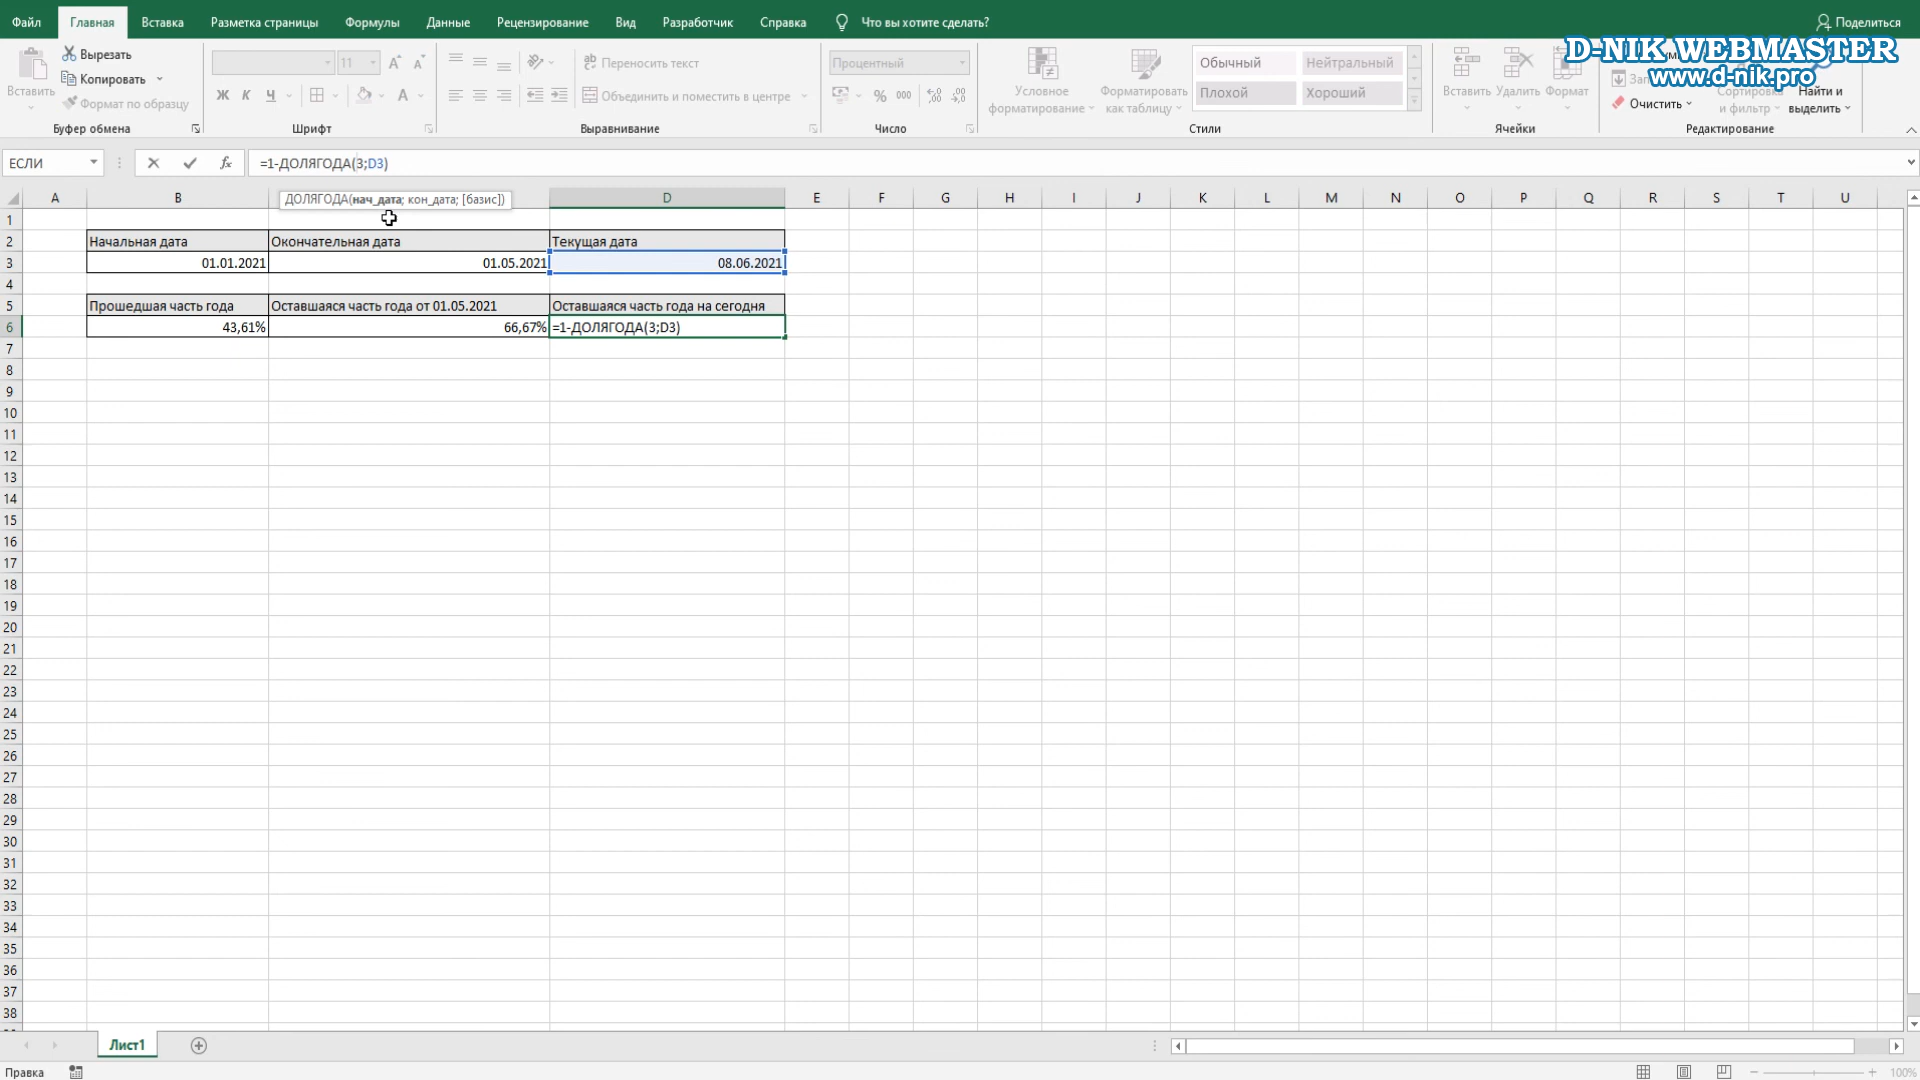 Файл Главная Вставка Разметка страницы Формулы Данные Рецензирование Вид Разработчик Справка Что вы хотите сделать? Поделиться
D-NIK WEBMASTER
www.d-nik.pro
Вставить
Вырезать
Копировать
Формат по образцу
Буфер обмена
11
Ж К Ч А
Шрифт
Переносить текст
Объединить и поместить в центре
Выравнивание
Процентный
% 000
Число
Условное форматирование
Форматировать как таблицу
Обычный Нейтральный
Плохой Хороший
Стили
Вставить Удалить Формат
Ячейки
Очистить
Сортировка и фильтр
Найти и выделить
Редактирование
ЕСЛИ fx =1-ДОЛЯГОДА(3;D3)
ДОЛЯГОДА(нач_дата; кон_дата; [базис])
A B D E F G H I J K L M N O P Q R S T U
1
2 Начальная дата Окончательная дата Текущая дата
3 01.01.2021 01.05.2021 08.06.2021
4
5 Прошедшая часть года Оставшаяся часть года от 01.05.2021 Оставшаяся часть года на сегодня
6 43,61% 66,67% =1-ДОЛЯГОДА(3;D3)
7
8
9
10
11
12
13
14
15
16
17
18
19
20
21
22
23
24
25
26
27
28
29
30
31
32
33
34
35
36
37
38
Лист1
Правка 100%